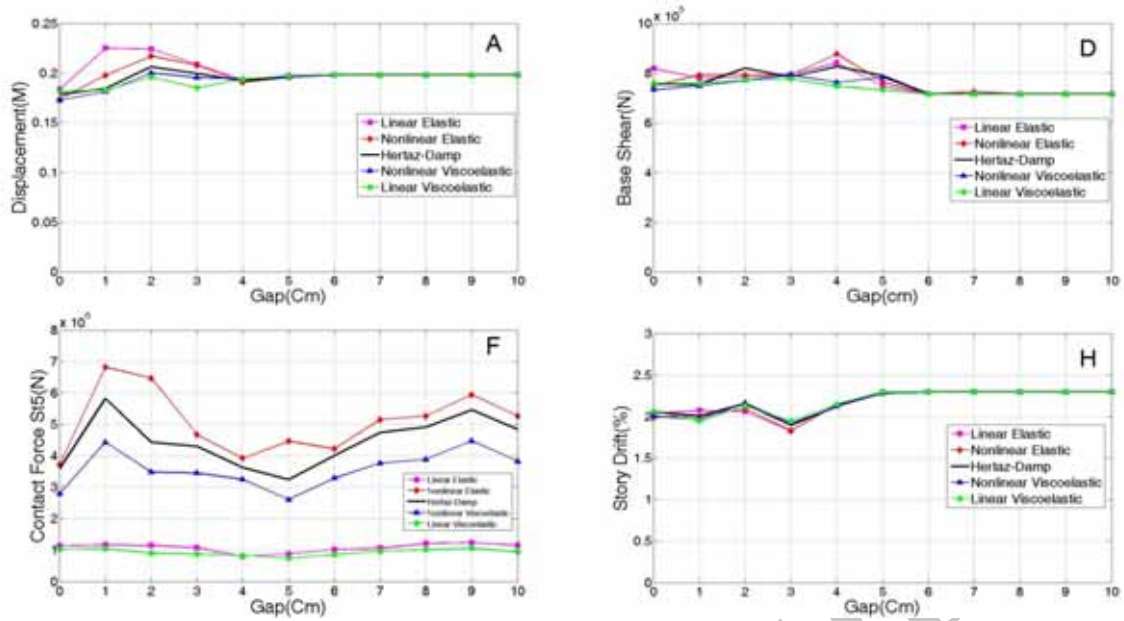 0.25
0.2
0.15
0.1
0.05
0
Displacement(M)
A
Linear Elastic
Nonlinear Elastic
Hertaz-Damp
Nonlinear Viscoelastic
Linear Viscoelastic
0 1 2 3 4 5 6 7 8 9 10
Gap(Cm)
x 10
10
8
6
4
2
0
Base Shear(N)
D
Linear Elastic
Nonlinear Elastic
Hertaz-Damp
Nonlinear Viscoelastic
Linear Viscoelastic
0 1 2 3 4 5 6 7 8 9 10
Gap(cm)
x 10
8
7
6
5
4
3
2
1
0
Contact Force St5(N)
F
Linear Elastic
Nonlinear Elastic
Hertaz-Damp
Nonlinear Viscoelastic
Linear Viscoelastic
0 1 2 3 4 5 6 7 8 9 10
Gap(Cm)
3
2.5
2
1.5
1
0.5
0
Story Drift(%)
H
Linear Elastic
Nonlinear Elastic
Hertaz-Damp
Nonlinear Viscoelastic
Linear Viscoelastic
0 1 2 3 4 5 6 7 8 9 10
Gap(Cm)